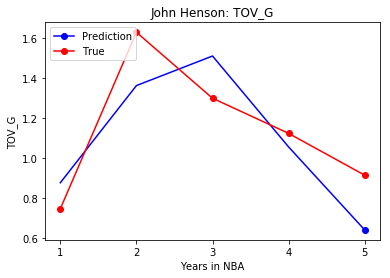 John Henson: TOV_G
Prediction
True
TOV_G
1.6
1.4
1.2
1.0
0.8
0.6
1 2 3 4 5
Years in NBA